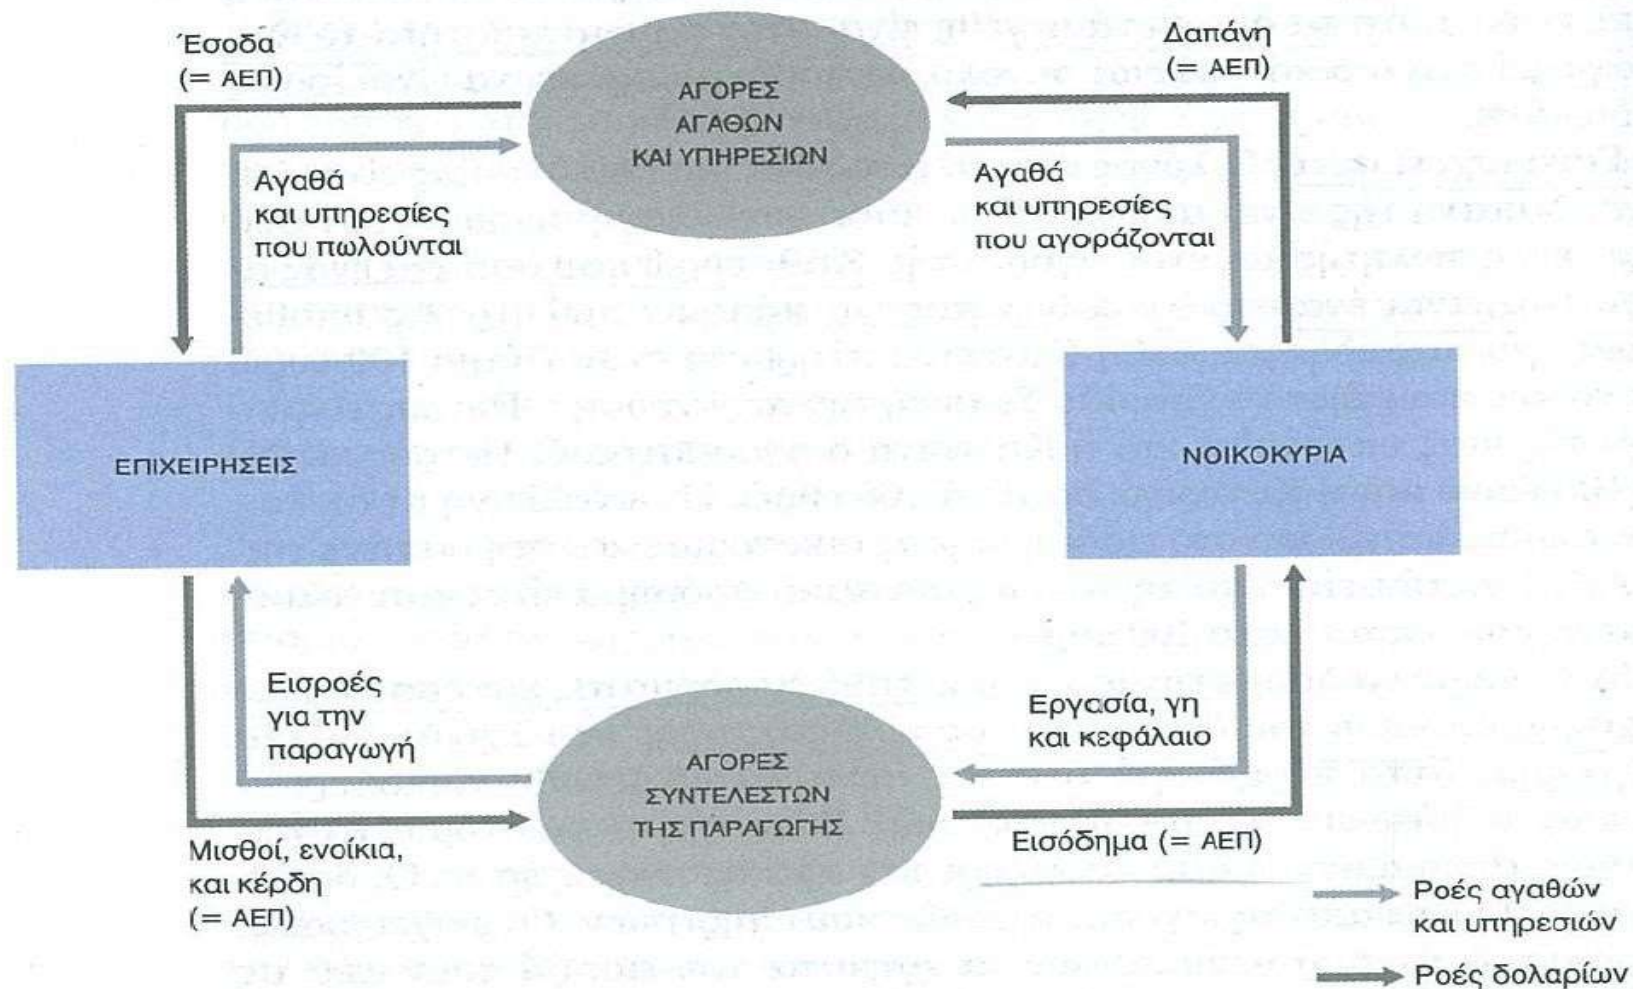 Έσοδα
(= ΑΕΠ)
Δαπάνη
(= ΑΕΠ)
ΑΓΟΡΕΣ
ΑΓΑΘΩΝ
ΚΑΙ ΥΠΗΡΕΣΙΩΝ
Αγαθά
και υπηρεσίες
που πωλούνται
Αγαθά
και υπηρεσίες
που αγοράζονται
ΕΠΙΧΕΙΡΗΣΕΙΣ
ΝΟΙΚΟΚΥΡΙΑ
Εισροές
για την
παραγωγή
Εργασία, γη
και κεφάλαιο
ΑΓΟΡΕΣ
ΣΥΝΤΕΛΕΣΤΩΝ
ΤΗΣ ΠΑΡΑΓΩΓΗΣ
Μισθοί, ενοίκια,
και κέρδη
(= ΑΕΠ)
Εισόδημα (= ΑΕΠ)
Ροές αγαθών
και υπηρεσιών
Ροές δολαρίων